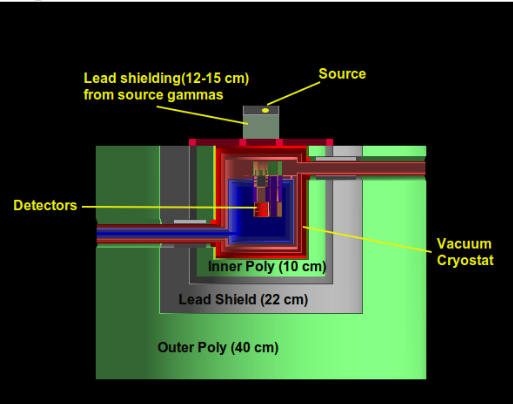 Lead shielding(12-15 cm)
from source gammas
Source
Detectors
Vacuum
Cryostat
Inner Poly (10 cm)
Lead Shield (22 cm)
Outer Poly (40 cm)